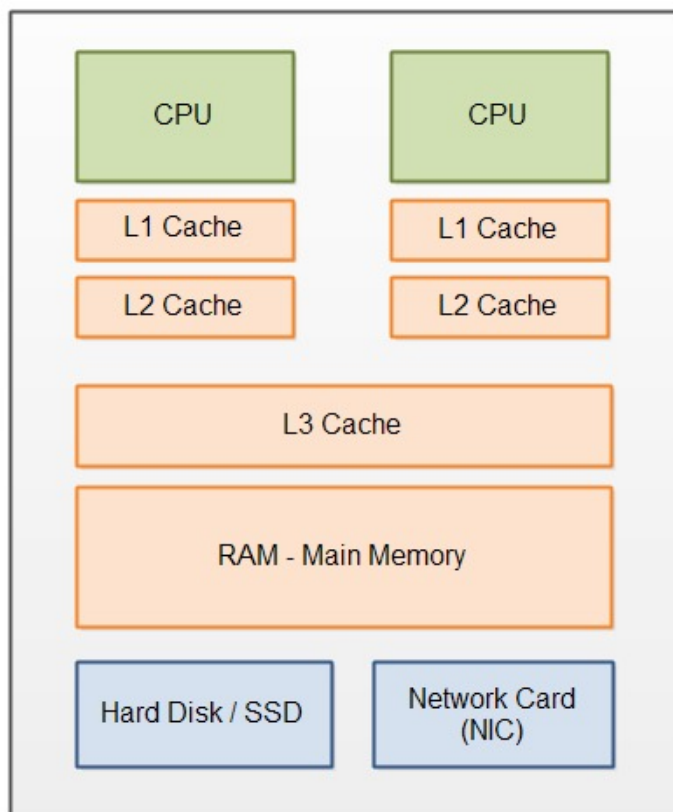 CPU
CPU
L1 Cache
L1 Cache
L2 Cache
L2 Cache
L3 Cache
RAM - Main Memory
Hard Disk / SSD
Network Card
(NIC)